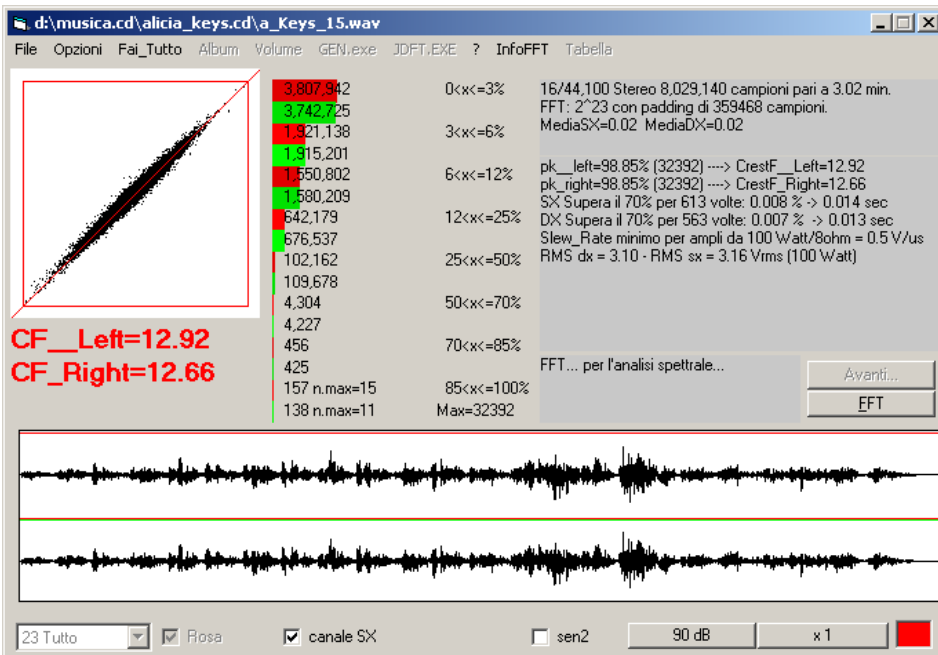 d:\musica.cd\alicia_keys.cd\a_Keys_15.wav
File Opzioni Fai_Tutto Album Volume GEN.exe JDFT.EXE ? InfoFFT Tabella
3,807,942 0<x<=3%
3,742,725
1,921,138 3<x<=6%
1,915,201
1,550,802 6<x<=12%
1,580,209
642,179 12<x<=25%
676,537
102,162 25<x<=50%
109,678
4,304 50<x<=70%
4,227
456 70<x<=85%
425
157 n.max=15 85<x<=100%
138 n.max=11 Max=32392
CF__Left=12.92
CF_Right=12.66
16/44,100 Stereo 8,029,140 campioni pari a 3.02 min.
FFT: 2^23 con padding di 359468 campioni.
MediaSX=0.02 MediaDX=0.02
pk__left=98.85% (32392) ----> CrestF__Left=12.92
pk_right=98.85% (32392) ----> CrestF_Right=12.66
SX Supera il 70% per 613 volte: 0.008 % -> 0.014 sec
DX Supera il 70% per 563 volte: 0.007 % -> 0.013 sec
Slew_Rate minimo per ampli da 100 Watt/8ohm = 0.5 V/us
RMS dx = 3.10 - RMS sx = 3.16 Vrms (100 Watt)
FFT... per l'analisi spettrale...
Avanti...
FFT
23 Tutto Rosa canale SX sen2 90 dB x 1